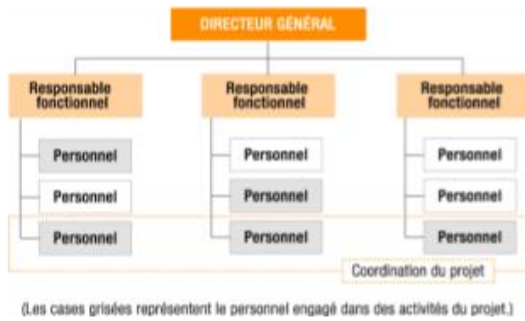 DIRECTEUR GÉNÉRAL
Responsable fonctionnel
Responsable fonctionnel
Responsable fonctionnel
Personnel
Personnel
Personnel
Personnel
Personnel
Personnel
Personnel
Personnel
Personnel
Coordination du projet
(Les cases grisées représentent le personnel engagé dans des activités du projet.)